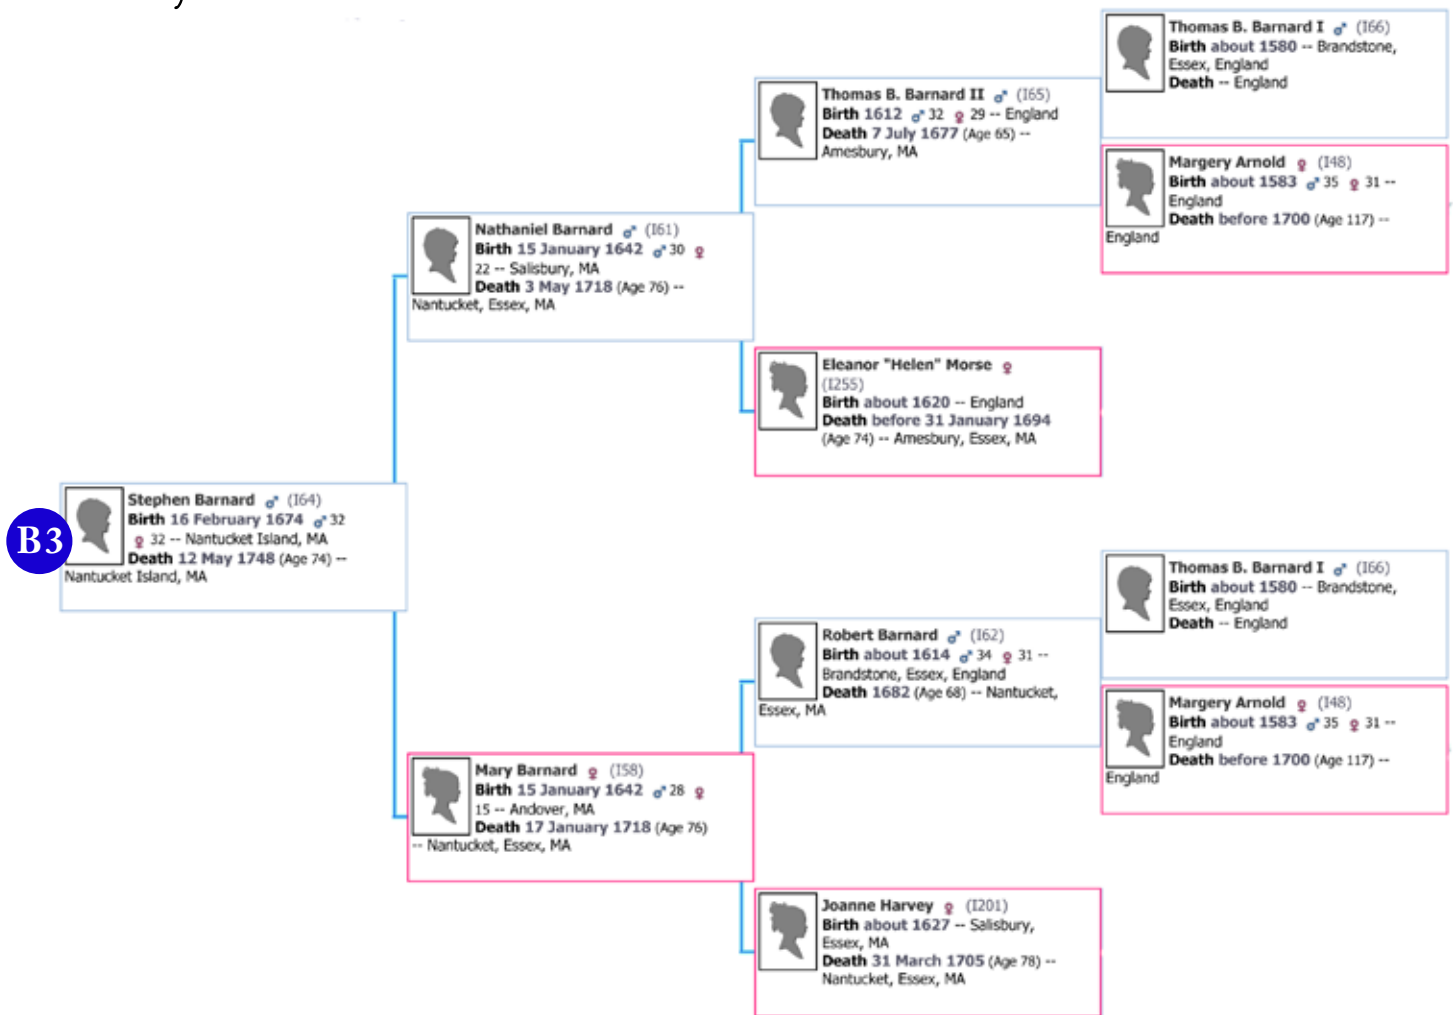 B3
Stephen Barnard ♂ (I64)
Birth 16 February 1674 ♂ 32
♀ 32 -- Nantucket Island, MA
Death 12 May 1748 (Age 74) --
Nantucket Island, MA
Nathaniel Barnard ♂ (I61)
Birth 15 January 1642 ♂ 30 ♀
22 -- Salisbury, MA
Death 3 May 1718 (Age 76) --
Nantucket, Essex, MA
Mary Barnard ♀ (I58)
Birth 15 January 1642 ♂ 28 ♀
15 -- Andover, MA
Death 17 January 1718 (Age 76)
-- Nantucket, Essex, MA
Thomas B. Barnard II ♂ (I65)
Birth 1612 ♂ 32 ♀ 29 -- England
Death 7 July 1677 (Age 65) --
Amesbury, MA
Eleanor "Helen" Morse ♀
(I255)
Birth about 1620 -- England
Death before 31 January 1694
(Age 74) -- Amesbury, Essex, MA
Robert Barnard ♂ (I62)
Birth about 1614 ♂ 34 ♀ 31 --
Brandstone, Essex, England
Death 1682 (Age 68) -- Nantucket,
Essex, MA
Joanne Harvey ♀ (I201)
Birth about 1627 -- Salisbury,
Essex, MA
Death 31 March 1705 (Age 78) --
Nantucket, Essex, MA
Thomas B. Barnard I ♂ (I66)
Birth about 1580 -- Brandstone,
Essex, England
Death -- England
Margery Arnold ♀ (I48)
Birth about 1583 ♂ 35 ♀ 31 --
England
Death before 1700 (Age 117) --
England
Thomas B. Barnard I ♂ (I66)
Birth about 1580 -- Brandstone,
Essex, England
Death -- England
Margery Arnold ♀ (I48)
Birth about 1583 ♂ 35 ♀ 31 --
England
Death before 1700 (Age 117) --
England